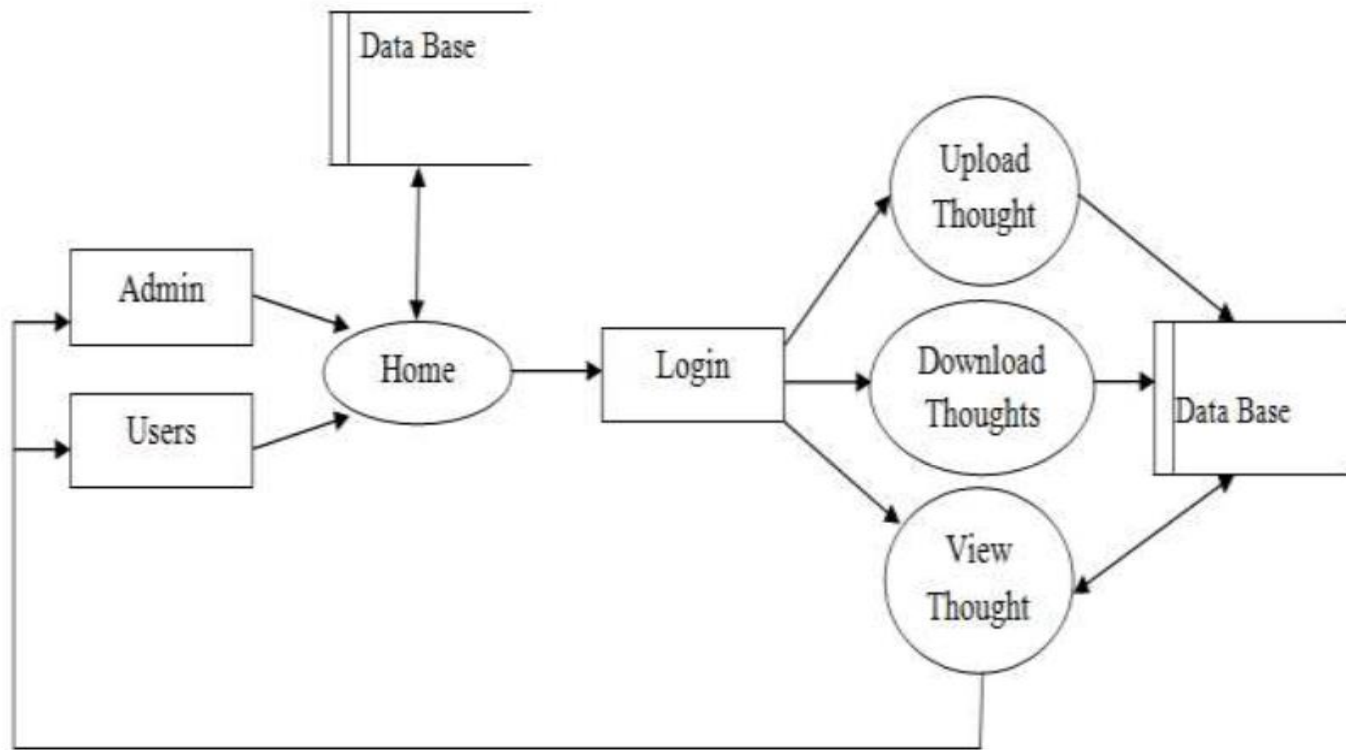 Data Base
Upload
Thought
Admin
Home
Login
Download
Thoughts
Users
Data Base
View
Thought